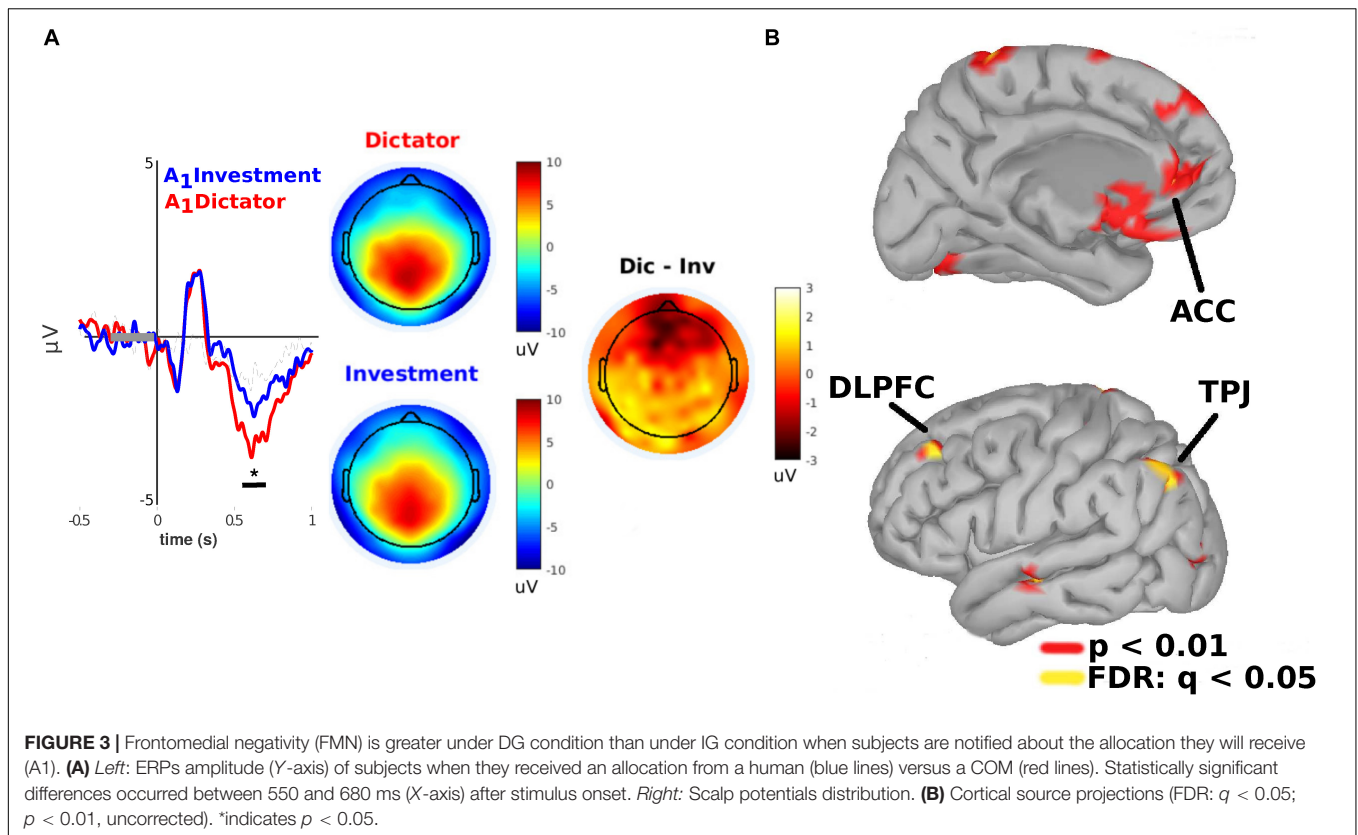 A
B
Dictator
5
A1Investment
A1Dictator
µV
-5
-0.5
0
0.5
1
time (s)
*
10
5
0
-5
-10
uV
Investment
10
5
0
-5
-10
uV
Dic - Inv
3
2
1
0
-1
-2
-3
uV
ACC
DLPFC
TPJ
p < 0.01
FDR: q < 0.05
FIGURE 3 | Frontomedial negativity (FMN) is greater under DG condition than under IG condition when subjects are notified about the allocation they will receive
(A1). (A) Left: ERPs amplitude (Y-axis) of subjects when they received an allocation from a human (blue lines) versus a COM (red lines). Statistically significant
differences occurred between 550 and 680 ms (X-axis) after stimulus onset. Right: Scalp potentials distribution. (B) Cortical source projections (FDR: q < 0.05;
p < 0.01, uncorrected). *indicates p < 0.05.